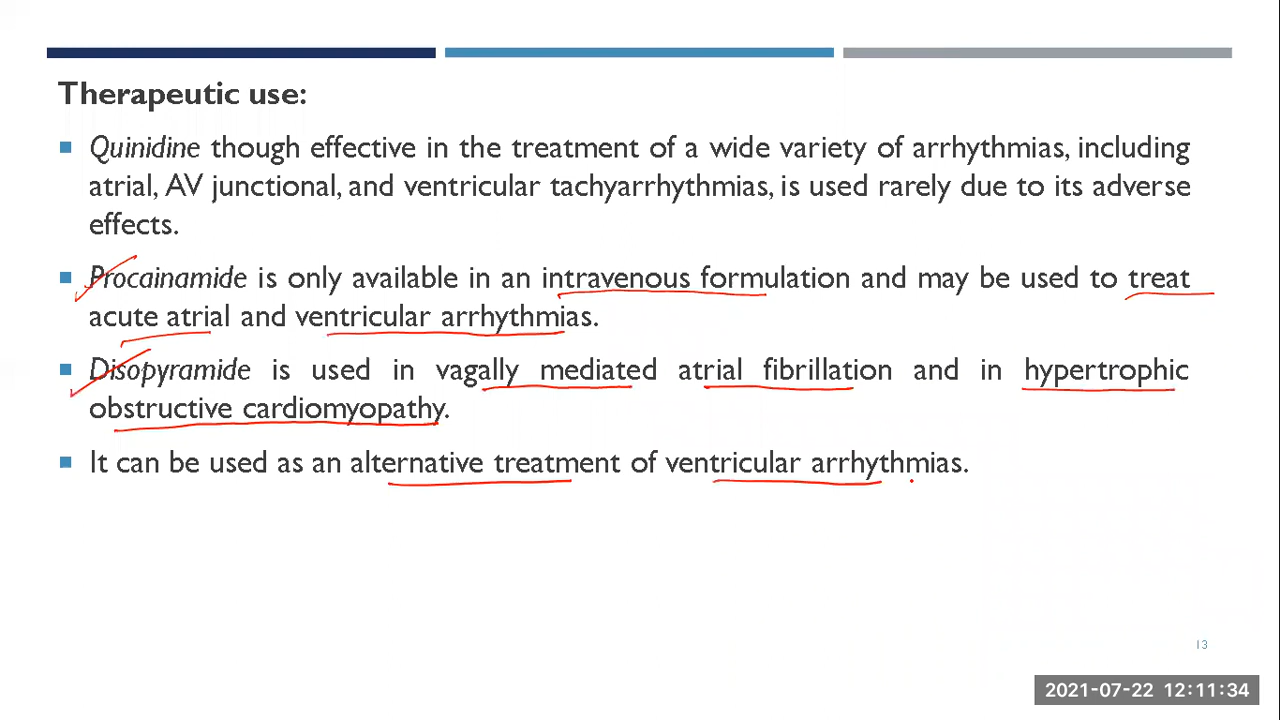 Therapeutic use:
Quinidine though effective in the treatment of a wide variety of arrhythmias, including
atrial, AV junctional, and ventricular tachyarrhythmias, is used rarely due to its adverse
effects.
Procainamide is only available in an intravenous formulation and may be used to treat
acute atrial and ventricular arrhythmias.
Disopyramide is used in vagally mediated atrial fibrillation and in hypertrophic
obstructive cardiomyopathy.
It can be used as an alternative treatment of ventricular arrhythmias.
13
2021-07-22 12:11:34